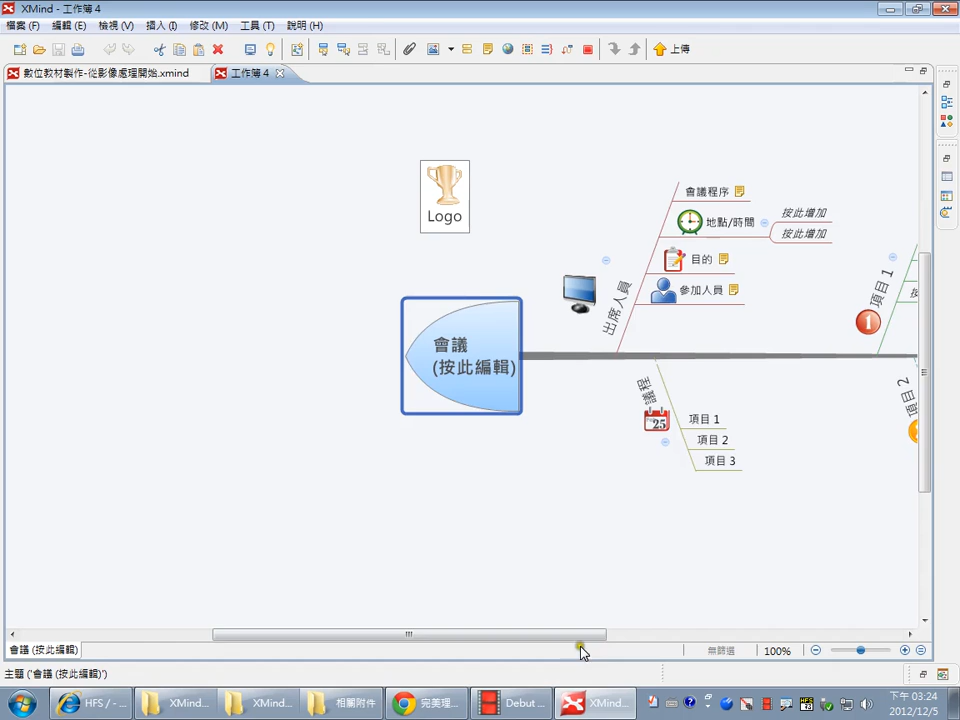 XMind - 工作簿 4
檔案 (F) 編輯 (E) 檢視 (V) 插入 (I) 修改 (M) 工具 (T) 說明 (H)
上傳
數位教材製作-從影像處理開始.xmind
工作簿 4
Logo
會議
(按此編輯)
出席人員
會議程序
地點/時間
按此增加
按此增加
目的
參加人員
議程
25
項目 1
項目 2
項目 3
項目 1
1
項目 2
會議 (按此編輯)
無篩選
100%
主題 ('會議 (按此編輯)')
HFS / - ...
XMind...
XMind...
相關附件
完美理...
Debut ...
XMind...
下午 03:24
2012/12/5